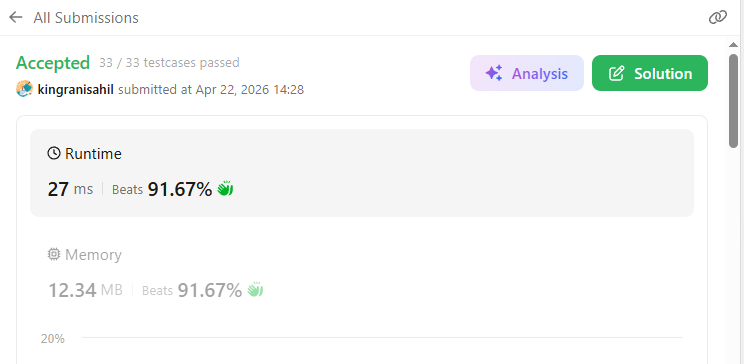 All Submissions
Accepted 33 / 33 testcases passed
kingranisahil submitted at Apr 22, 2026 14:28
Analysis
Solution
Runtime
27 ms Beats 91.67%
Memory
12.34 MB Beats 91.67%
20%